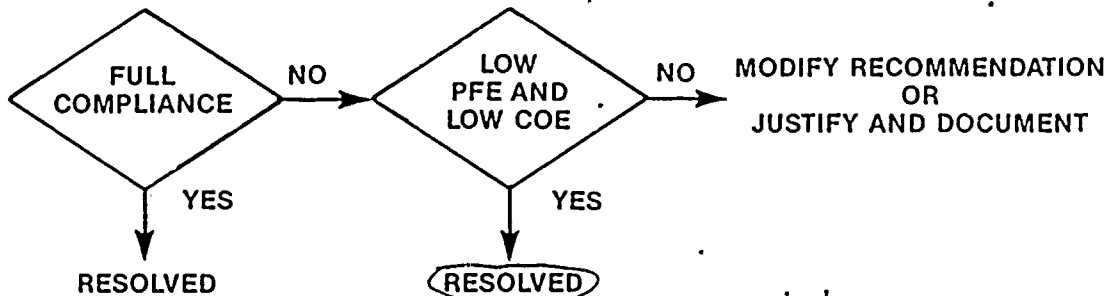 FULL
COMPLIANCE
NO
LOW
PFE AND
LOW COE
NO
MODIFY RECOMMENDATION
OR
JUSTIFY AND DOCUMENT
YES
YES
RESOLVED
RESOLVED